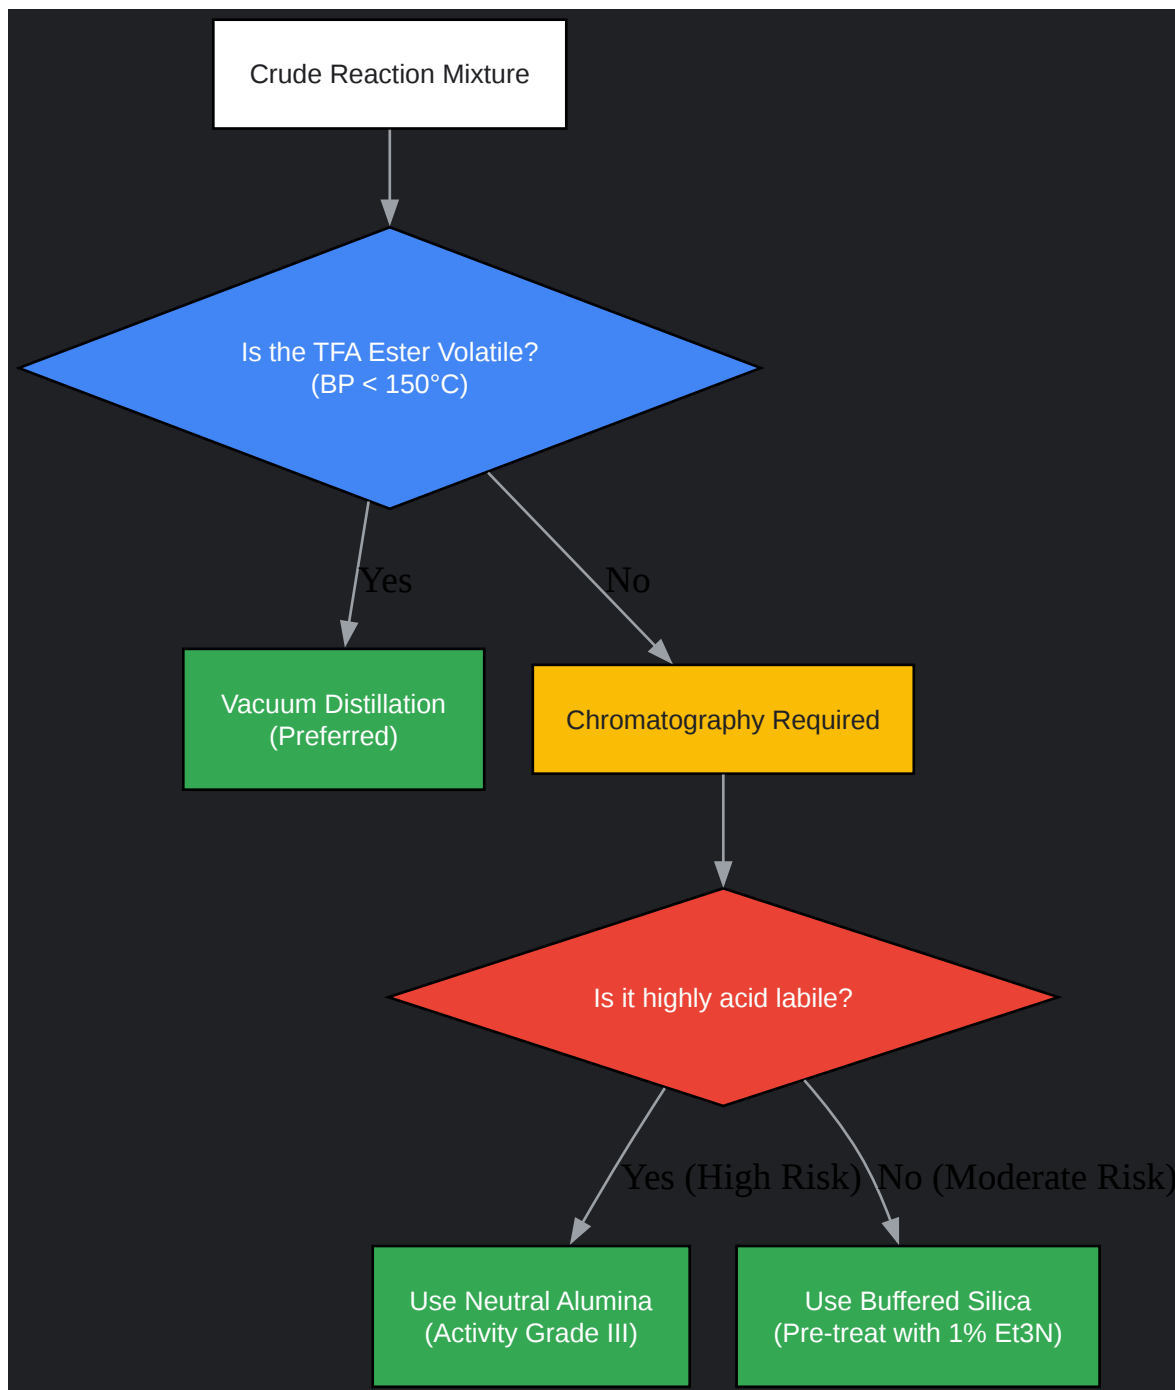 Crude Reaction Mixture
Is the TFA Ester Volatile?
(BP < 150°C)
Yes
No
Vacuum Distillation
(Preferred)
Chromatography Required
Is it highly acid labile?
Yes (High Risk)
No (Moderate Risk)
Use Neutral Alumina
(Activity Grade III)
Use Buffered Silica
(Pre-treat with 1% Et3N)